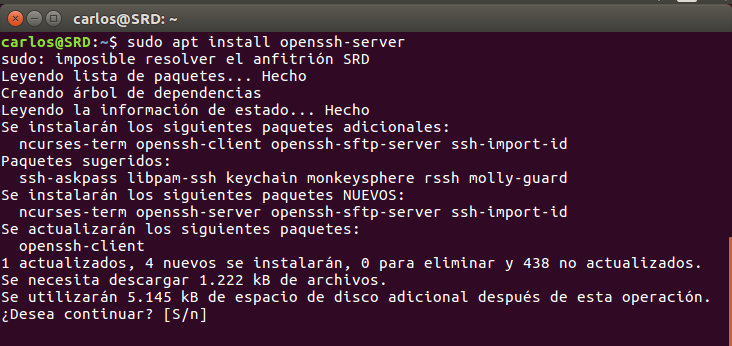 carlos@SRD: ~
carlos@SRD:~$ sudo apt install openssh-server
sudo: imposible resolver el anfitrión SRD
Leyendo lista de paquetes... Hecho
Creando árbol de dependencias
Leyendo la información de estado... Hecho
Se instalarán los siguientes paquetes adicionales:
  ncurses-term openssh-client openssh-sftp-server ssh-import-id
Paquetes sugeridos:
  ssh-askpass libpam-ssh keychain monkeysphere rssh molly-guard
Se instalarán los siguientes paquetes NUEVOS:
  ncurses-term openssh-server openssh-sftp-server ssh-import-id
Se actualizarán los siguientes paquetes:
  openssh-client
1 actualizados, 4 nuevos se instalarán, 0 para eliminar y 438 no actualizados.
Se necesita descargar 1.222 kB de archivos.
Se utilizarán 5.145 kB de espacio de disco adicional después de esta operación.
¿Desea continuar? [S/n]